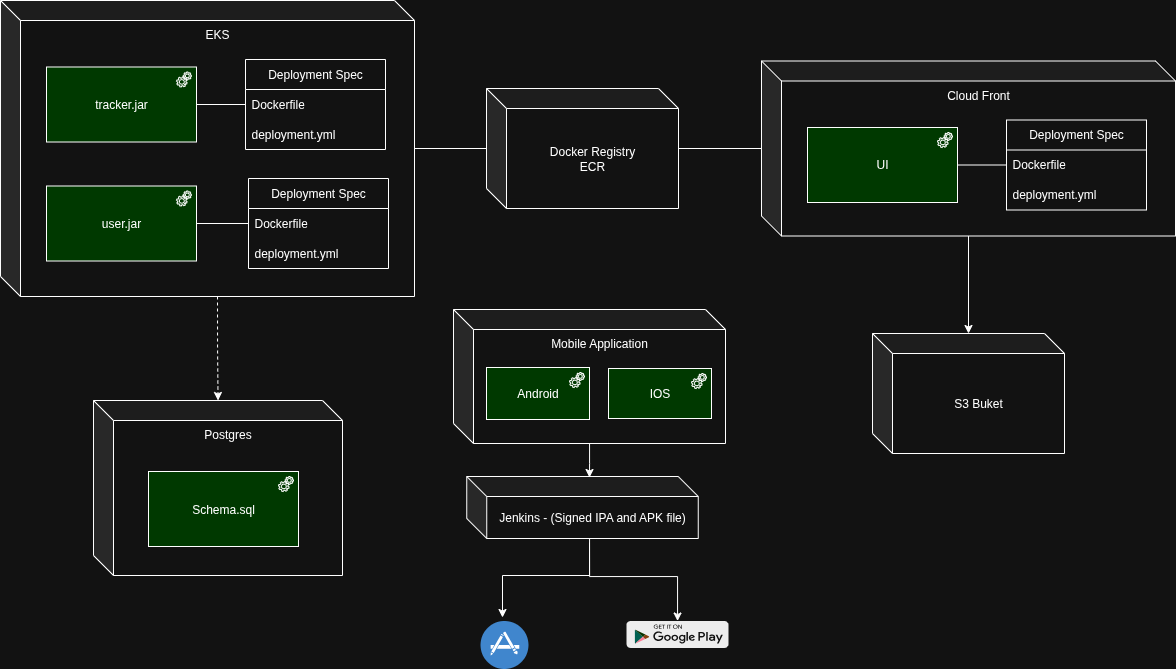 EKS
tracker.jar
Deployment Spec
Dockerfile
deployment.yml
user.jar
Deployment Spec
Dockerfile
deployment.yml
Docker Registry
ECR
Cloud Front
UI
Deployment Spec
Dockerfile
deployment.yml
Mobile Application
Android
IOS
S3 Buket
Postgres
Schema.sql
Jenkins - (Signed IPA and APK file)
GET IT ON
Google Play